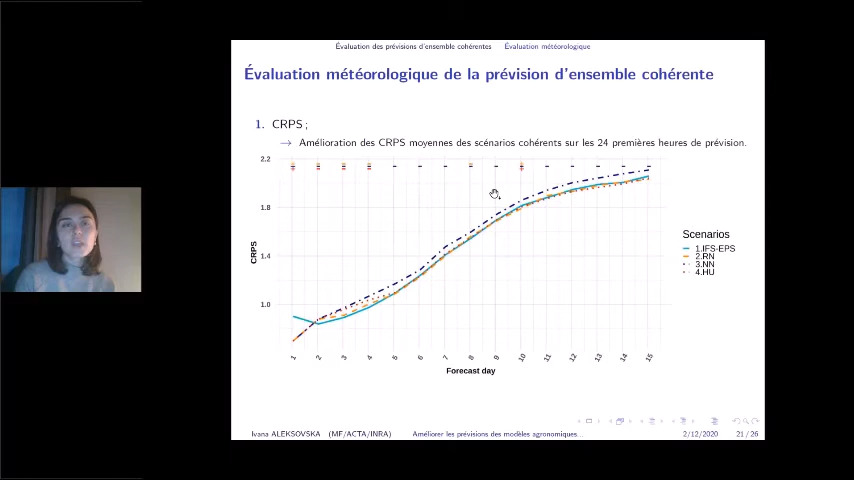 Évaluation des prévisions d'ensemble cohérentes Évaluation météorologique
Évaluation météorologique de la prévision d'ensemble cohérente
1. CRPS ;
→ Amélioration des CRPS moyennes des scénarios cohérents sur les 24 premières heures de prévision.
2.2
1.8
1.4
1.0
CRPS
1 2 3 4 5 6 7 8 9 10 11 12 13 14 15
Forecast day
Scenarios
1.IFS-EPS
2.RN
3.NN
4.HU
Ivana ALEKSOVSKA (MF/ACTA/INRA) Améliorer les prévisions des modèles agronomiques... 2/12/2020 21 / 26